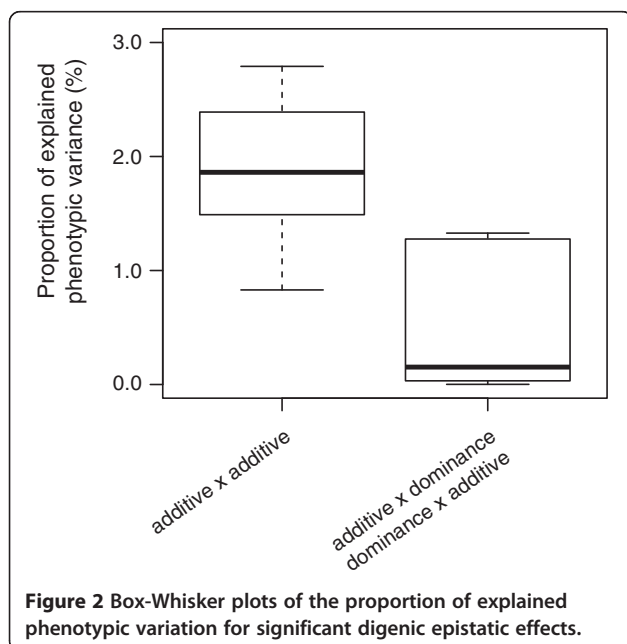 Proportion of explained
phenotypic variance (%)
3.0
2.0
1.0
0.0
additive x additive
additive x dominance
dominance x additive
Figure 2 Box-Whisker plots of the proportion of explained
phenotypic variation for significant digenic epistatic effects.